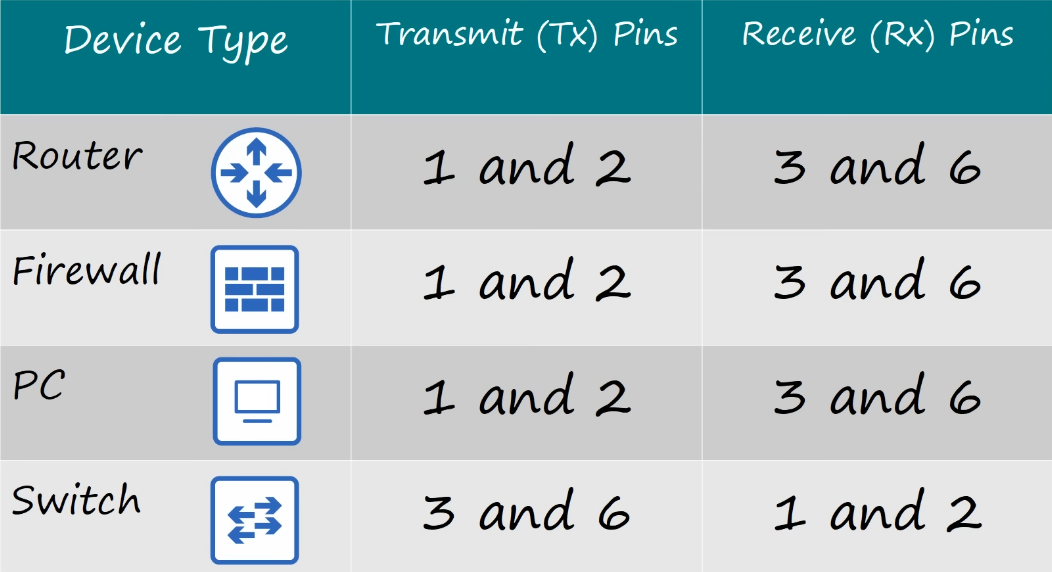 Device Type Transmit (Tx) Pins Receive (Rx) Pins
Router 1 and 2 3 and 6
Firewall 1 and 2 3 and 6
PC 1 and 2 3 and 6
Switch 3 and 6 1 and 2